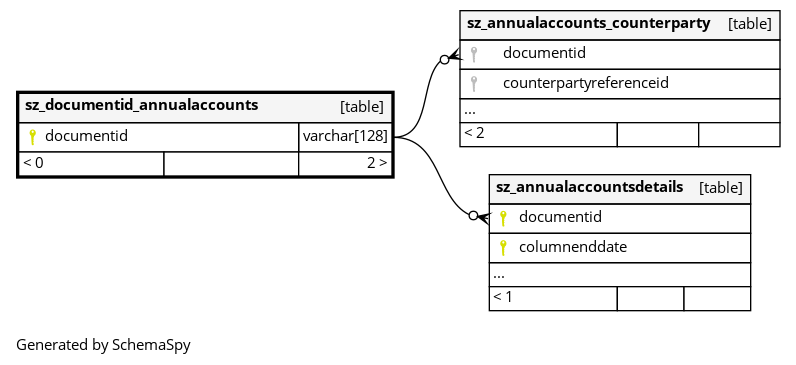 sz_annualaccounts_counterparty [table]
documentid
counterpartyreferenceid
...
< 2
sz_documentid_annualaccounts [table]
documentid varchar[128]
< 0 2 >
sz_annualaccountsdetails [table]
documentid
columnenddate
...
< 1
Generated by SchemaSpy